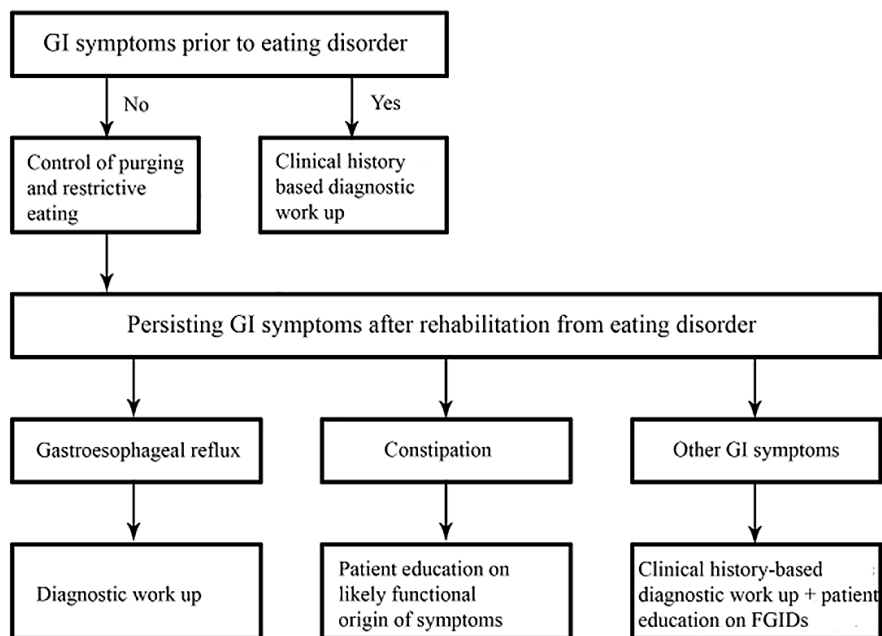 GI symptoms prior to eating disorder
No
Yes
Control of purging
and restrictive
eating
Clinical history
based diagnostic
work up
Persisting GI symptoms after rehabilitation from eating disorder
Gastroesophageal reflux
Constipation
Other GI symptoms
Diagnostic work up
Patient education on
likely functional
origin of symptoms
Clinical history-based
diagnostic work up + patient
education on FGIDs